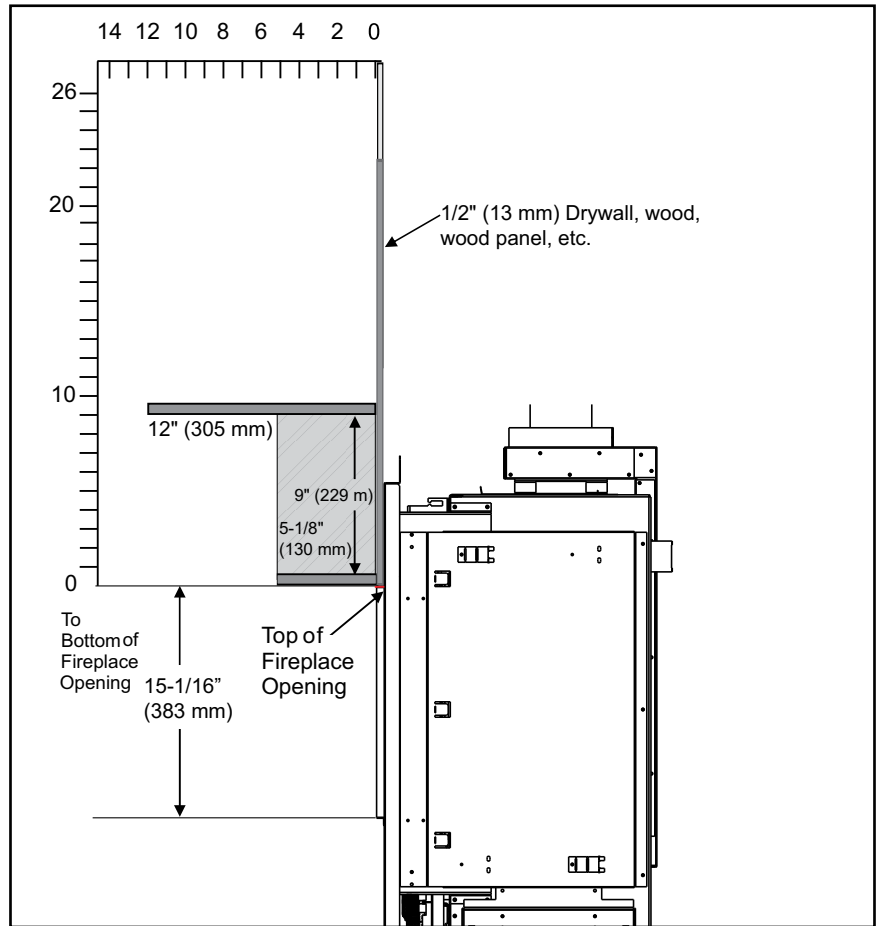 14 12 10 8 6 4 2 0
26
20
1/2" (13 mm) Drywall, wood,
wood panel, etc.
10
12" (305 mm)
9" (229 m)
5-1/8"
(130 mm)
0
To
Bottom of
Fireplace
Opening
15-1/16”
(383 mm)
Top of
Fireplace
Opening